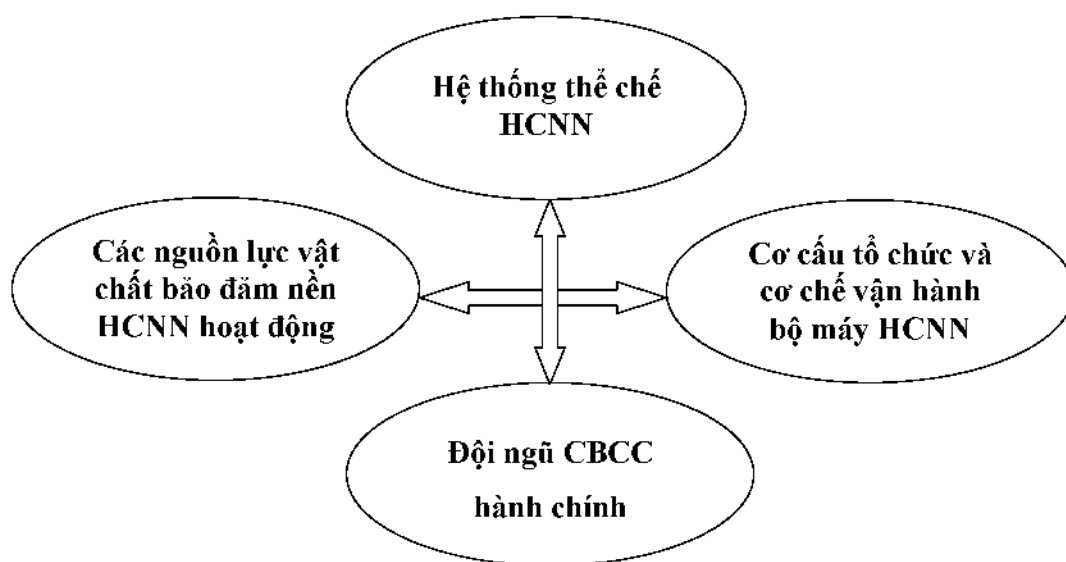 Hệ thống thể chế
HCNN
Các nguồn lực vật
chất bảo đảm nền
HCNN hoạt động
Cơ cấu tổ chức và
cơ chế vận hành
bộ máy HCNN
Đội ngũ CBCC
hành chính